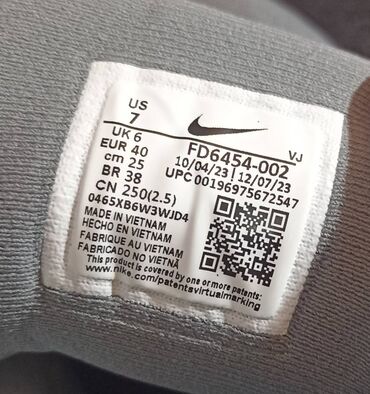 US
7
UK 6
EUR 40
cm 25
BR 38
CN 250(2.5)
VJ
FD6454-002
10/04/23 | 12/07/23
UPC 00196975672547
0465XB6W3WJD4
MADE IN VIETNAM
HECHO EN VIETNAM
FABRIQUE AU VIETNAM
FABRICADO NO VIETNÃ
This product is covered by one or more patents.
www.nike.com/patentsvirtualmarking